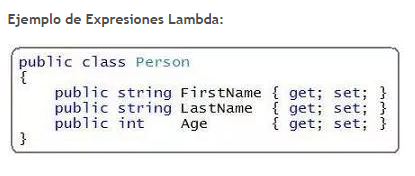 Ejemplo de Expresiones Lambda:
public class Person
{
public string FirstName { get; set; }
public string LastName { get; set; }
public int Age { get; set; }
}